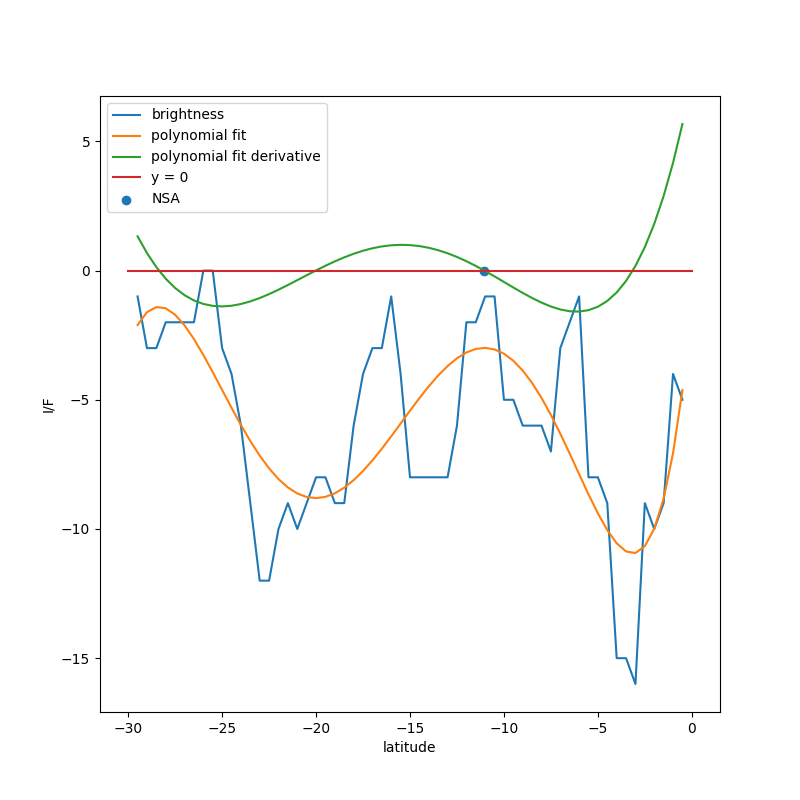 brightness
polynomial fit
polynomial fit derivative
y = 0
NSA
5
0
−5
−10
−15
I/F
−30
−25
−20
−15
−10
−5
0
latitude